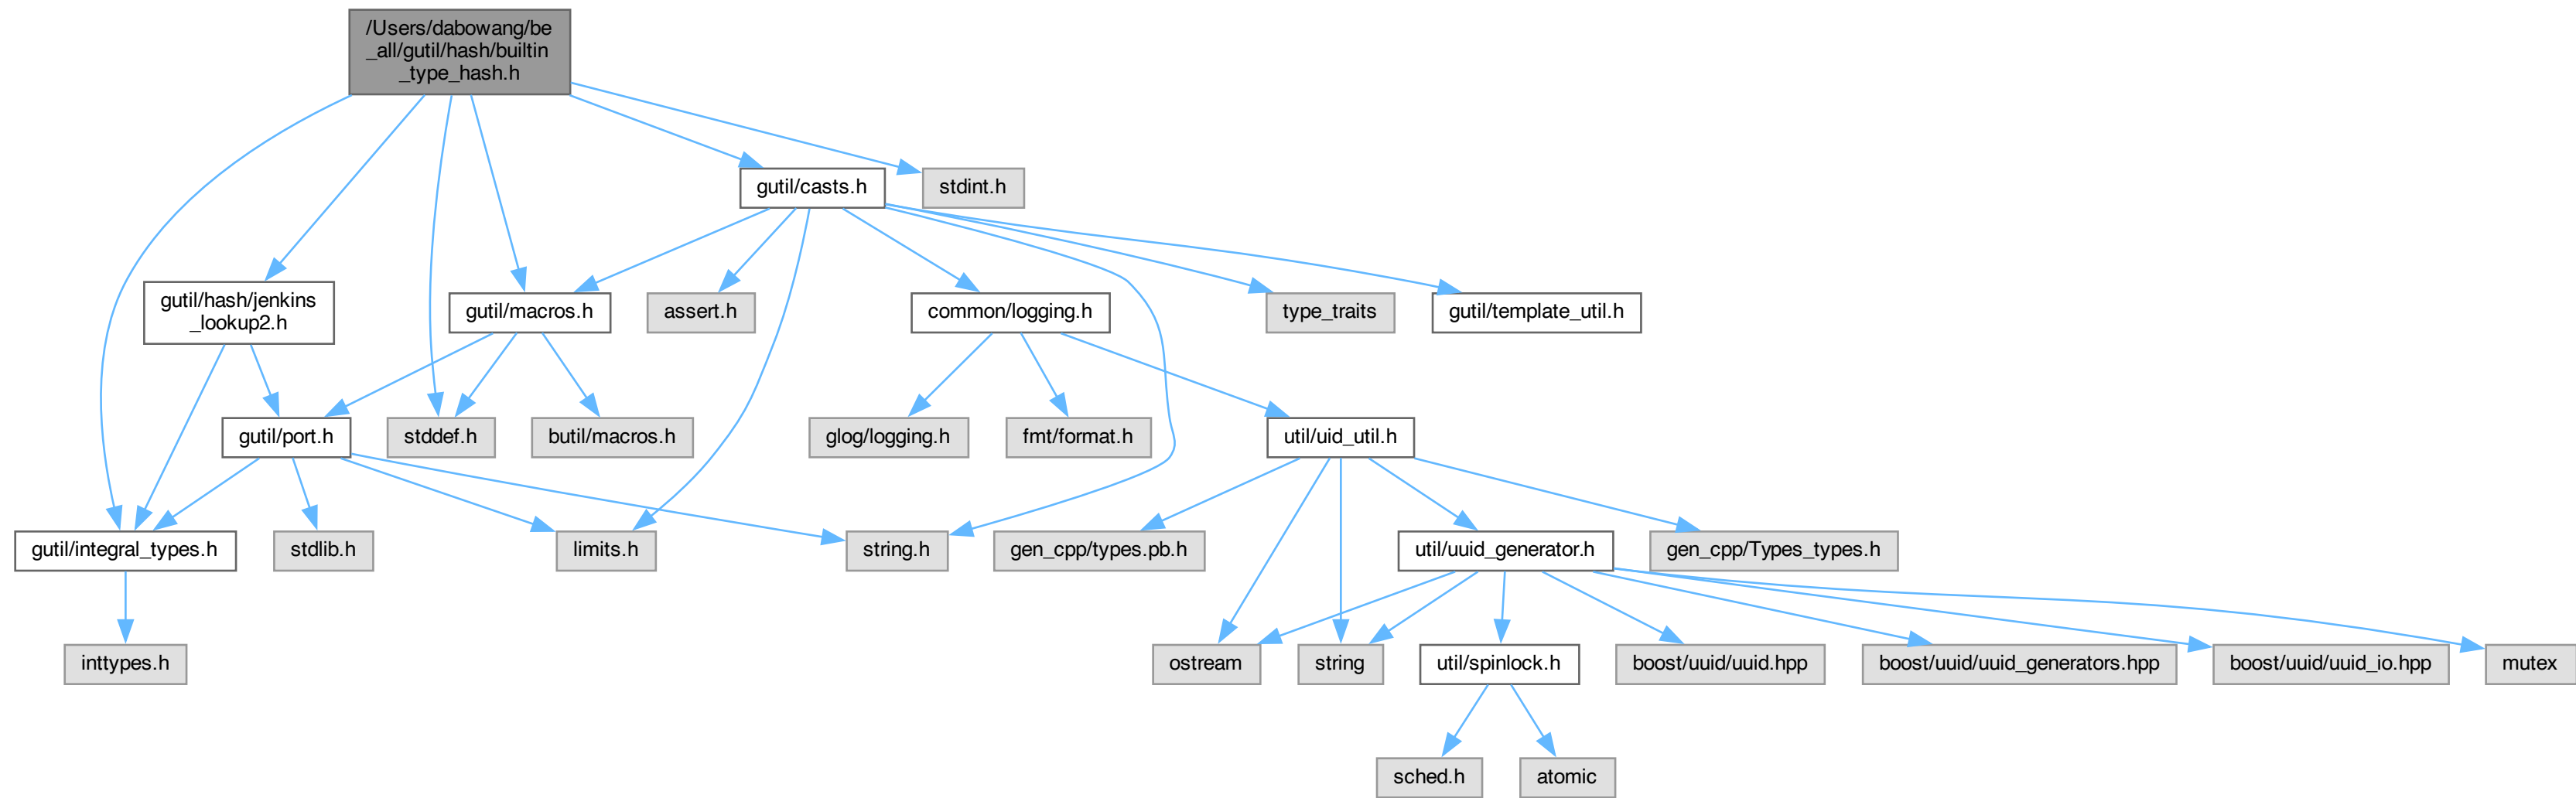 /Users/dabowang/be
_all/gutil/hash/builtin
_type_hash.h
gutil/casts.h
stdint.h
gutil/hash/jenkins
_lookup2.h
gutil/macros.h
assert.h
common/logging.h
type_traits
gutil/template_util.h
gutil/port.h
stddef.h
butil/macros.h
glog/logging.h
fmt/format.h
util/uid_util.h
gutil/integral_types.h
stdlib.h
limits.h
string.h
gen_cpp/types.pb.h
util/uuid_generator.h
gen_cpp/Types_types.h
inttypes.h
ostream
string
util/spinlock.h
boost/uuid/uuid.hpp
boost/uuid/uuid_generators.hpp
boost/uuid/uuid_io.hpp
mutex
sched.h
atomic